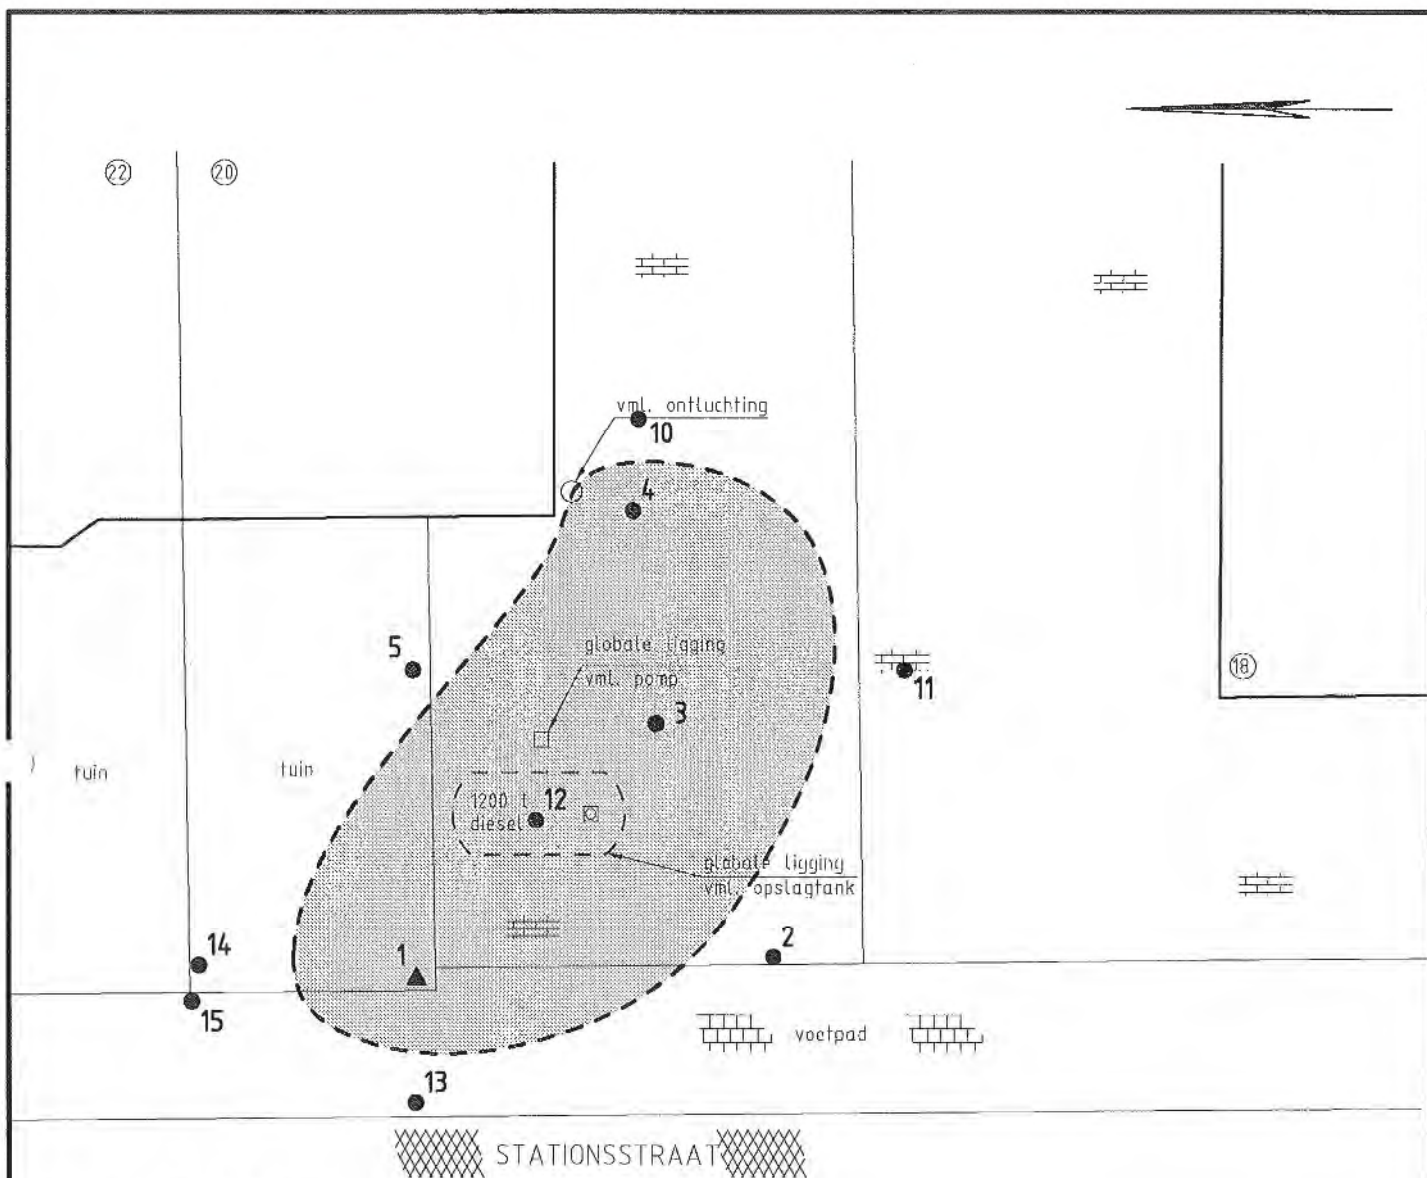 22
20
vml. ontluchting
10
4
5
globale ligging
vml. pomp
11
18
3
)
tuin
tuin
1200 l
diesel
12
globale ligging
vml. opslagtank
2
14
1
15
voetpad
13
STATIONSSTRAAT